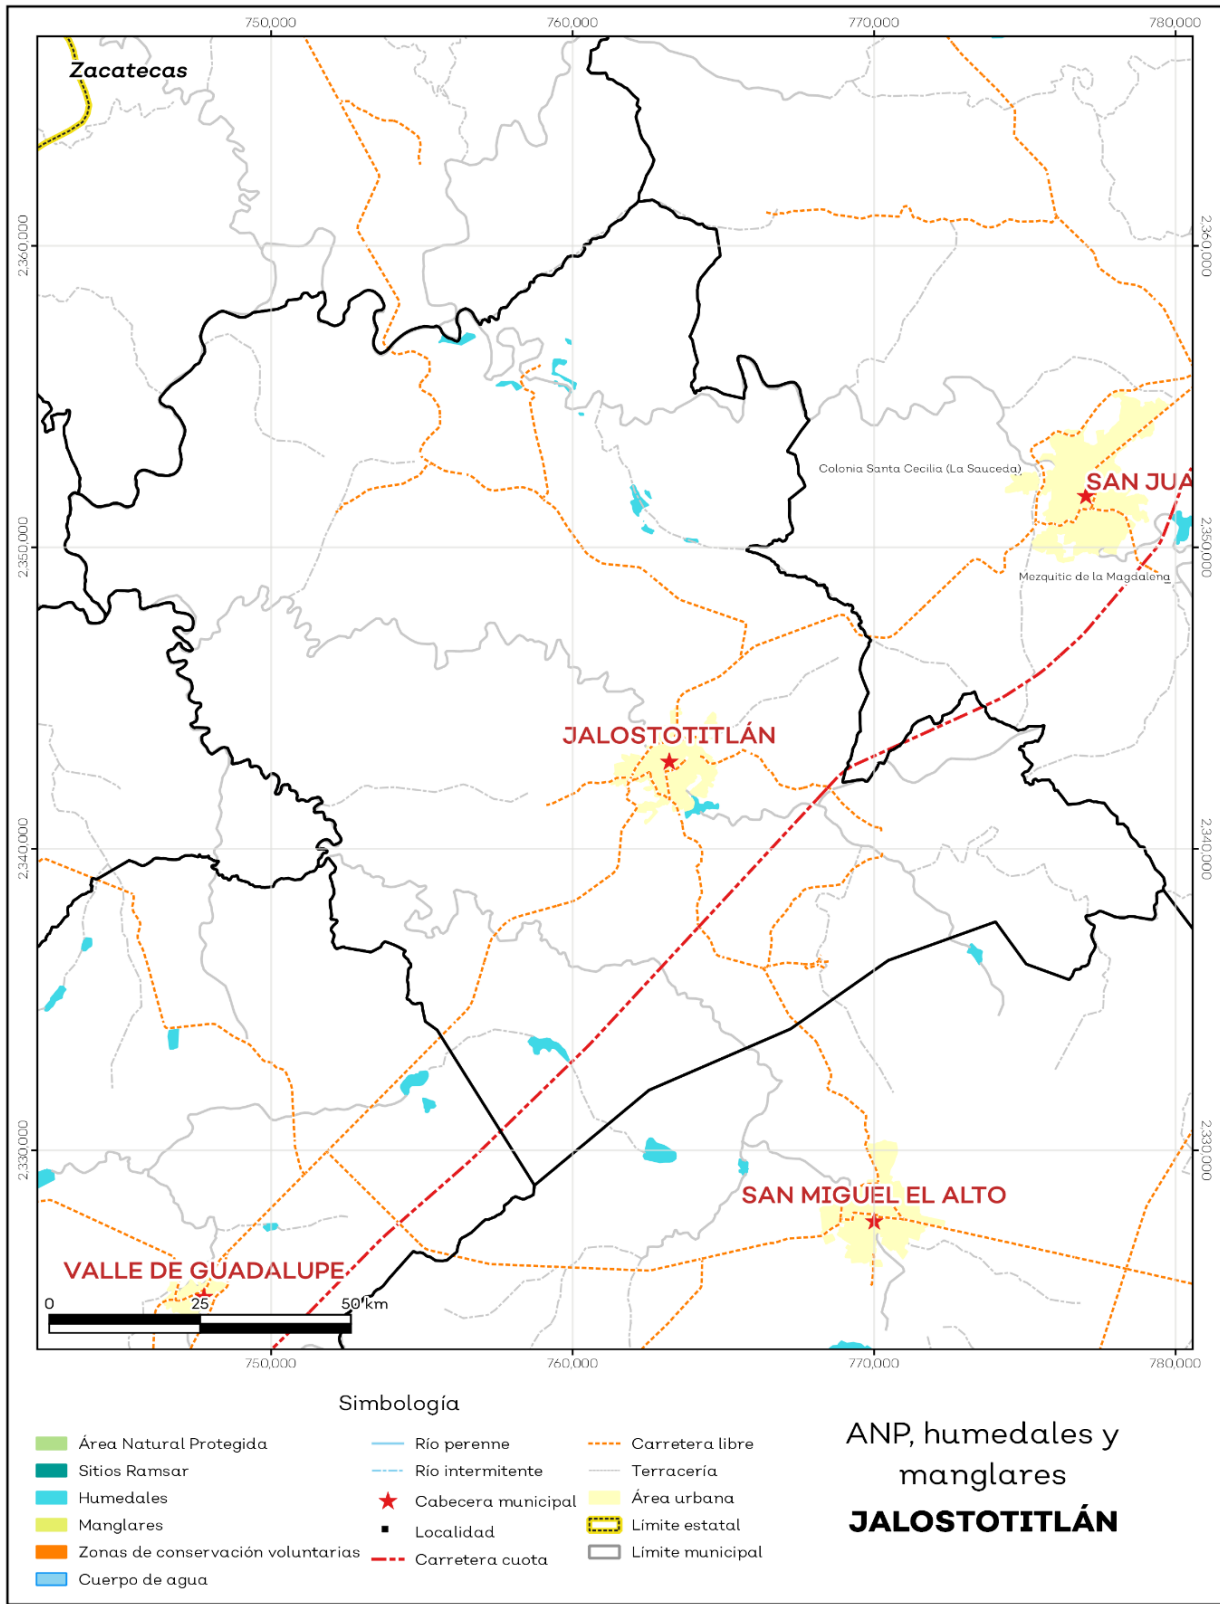 750,000
760,000
770,000
780,000
Zacatecas
2,360,000
2,360,000
Colonia Santa Cecilia (La Sauceda)
SAN JUA
2,350,000
2,350,000
Mezquitic de la Magdalena
JALOSTOTITLÁN
2,340,000
2,340,000
2,330,000
2,330,000
SAN MIGUEL EL ALTO
VALLE DE GUADALUPE
0
25
50 km
750,000
760,000
770,000
780,000
Simbología
Área Natural Protegida
Sitios Ramsar
Humedales
Manglares
Zonas de conservación voluntarias
Cuerpo de agua
Río perenne
Río intermitente
Cabecera municipal
Localidad
Carretera cuota
Carretera libre
Terracería
Área urbana
Límite estatal
Límite municipal
ANP, humedales y
manglares
JALOSTOTITLÁN